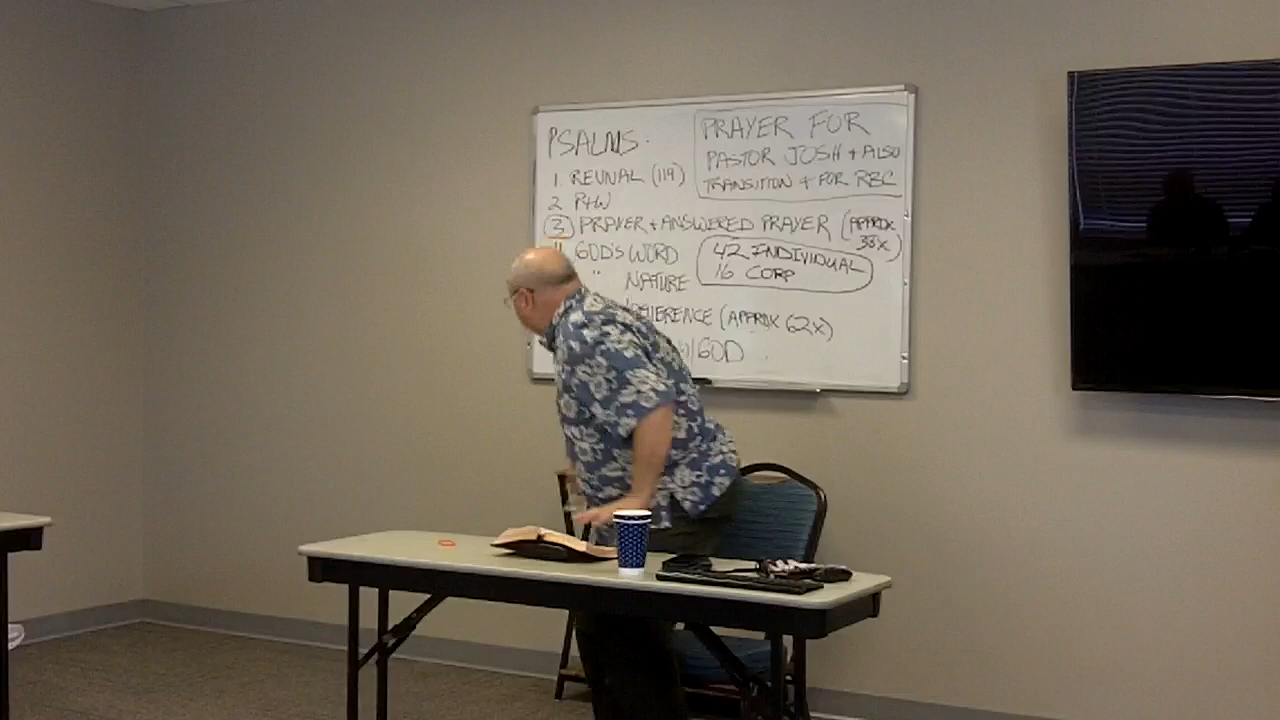 PSALMS:
PRAYER FOR
PASTOR JOSH + ALSO
TRANSITION + FOR RBC
1. REVIVAL (119)
2 P+W
3 PRAYER + ANSWERED PRAYER (APPROX 38X)
GOD'S WORD
42 INDIVIDUAL
16 CORP
" NATURE
(APPROX 62X)
/GOD